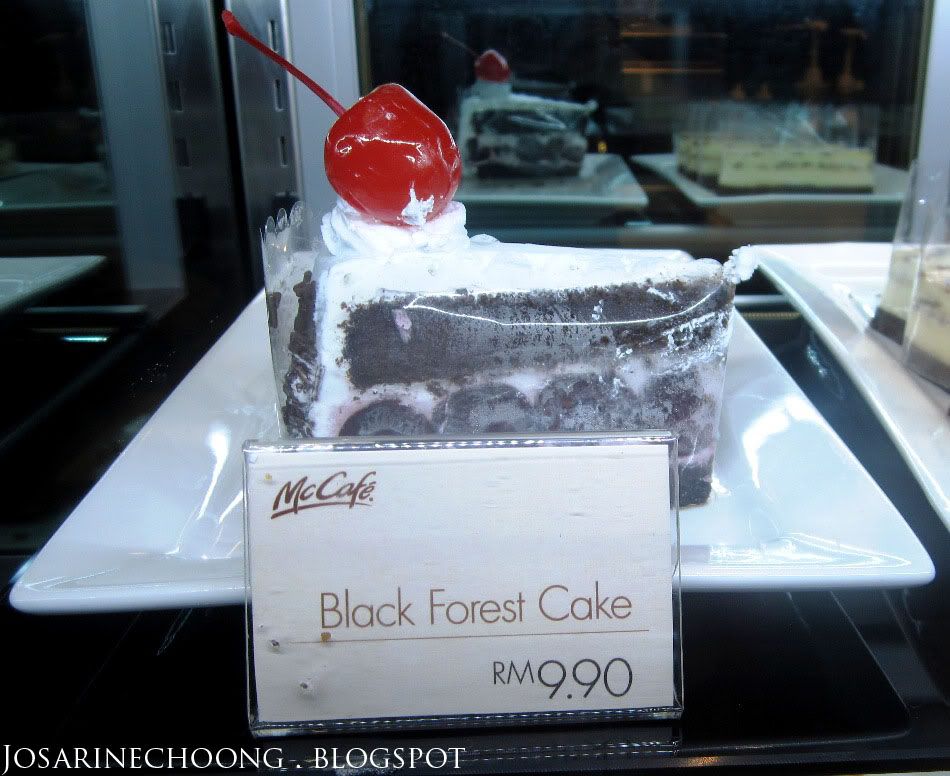 McCafé
Black Forest Cake
RM9.90
JOSARINECHOONG . BLOGSPOT